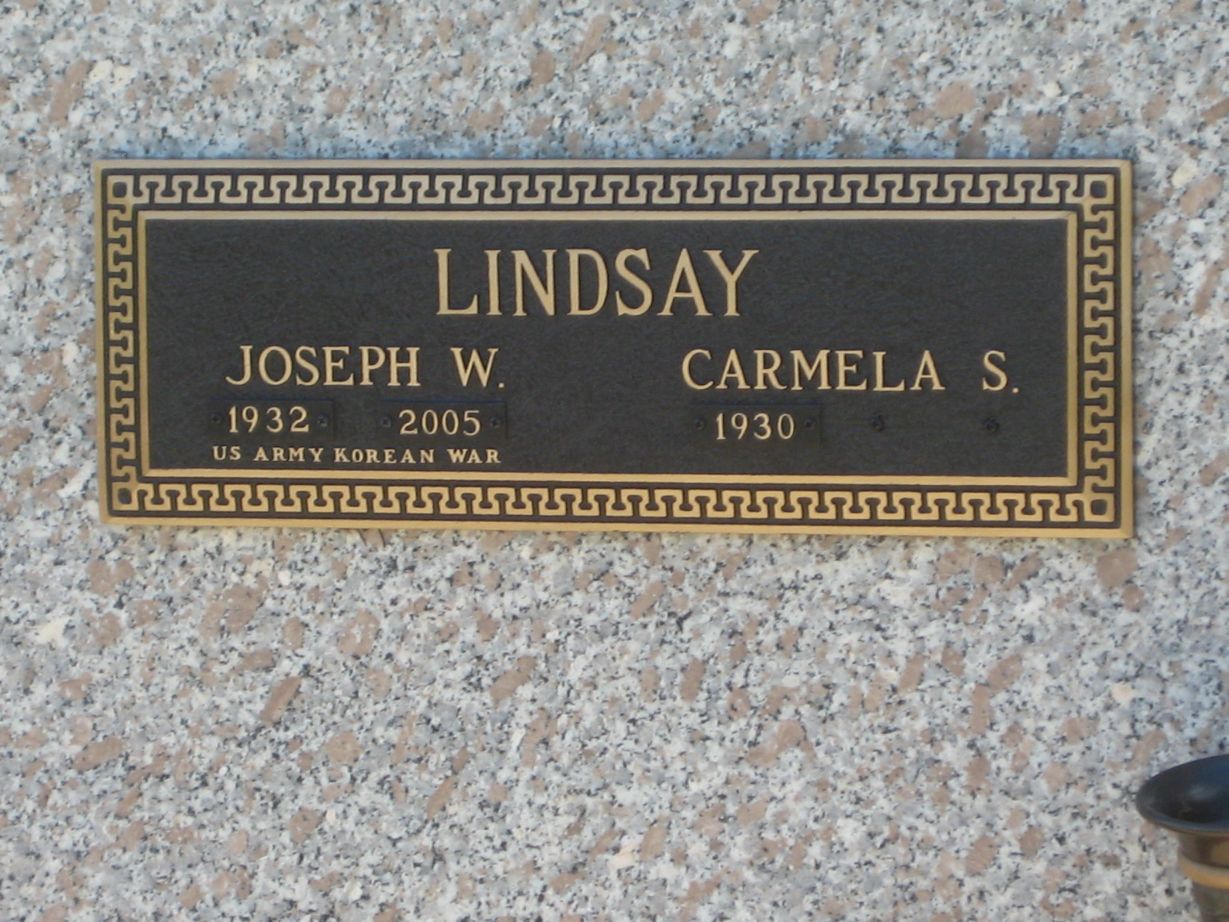 LINDSAY
JOSEPH W. CARMELA S.
1932 2005 1930
US ARMY KOREAN WAR